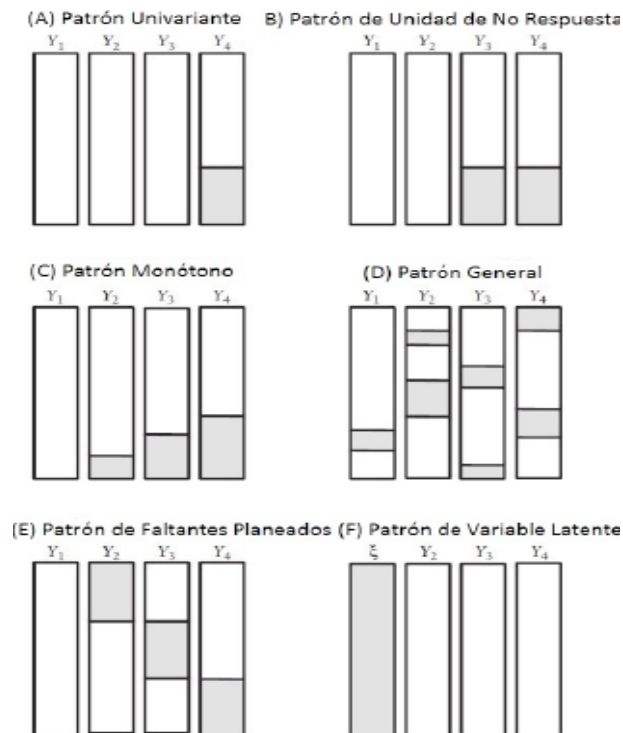 (A) Patrón Univariante
B) Patrón de Unidad de No Respuesta
Y1 Y2 Y3 Y4
Y1 Y2 Y3 Y4
(C) Patrón Monótono
(D) Patrón General
Y1 Y2 Y3 Y4
Y1 Y2 Y3 Y4
(E) Patrón de Faltantes Planeados
(F) Patrón de Variable Latente
Y1 Y2 Y3 Y4
ξ Y2 Y3 Y4